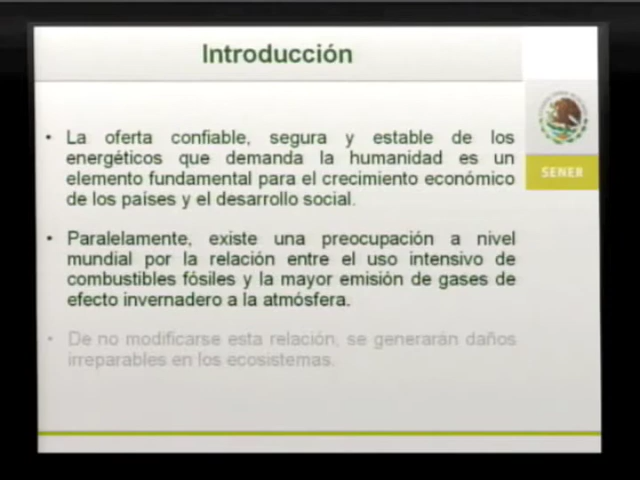 Introducción
• La oferta confiable, segura y estable de los
energéticos que demanda la humanidad es un
elemento fundamental para el crecimiento económico
de los países y el desarrollo social.
SENER
• Paralelamente, existe una preocupación a nivel
mundial por la relación entre el uso intensivo de
combustibles fósiles y la mayor emisión de gases de
efecto invernadero a la atmósfera.
• De no modificarse esta relación, se generarán daños
irreparables en los ecosistemas.